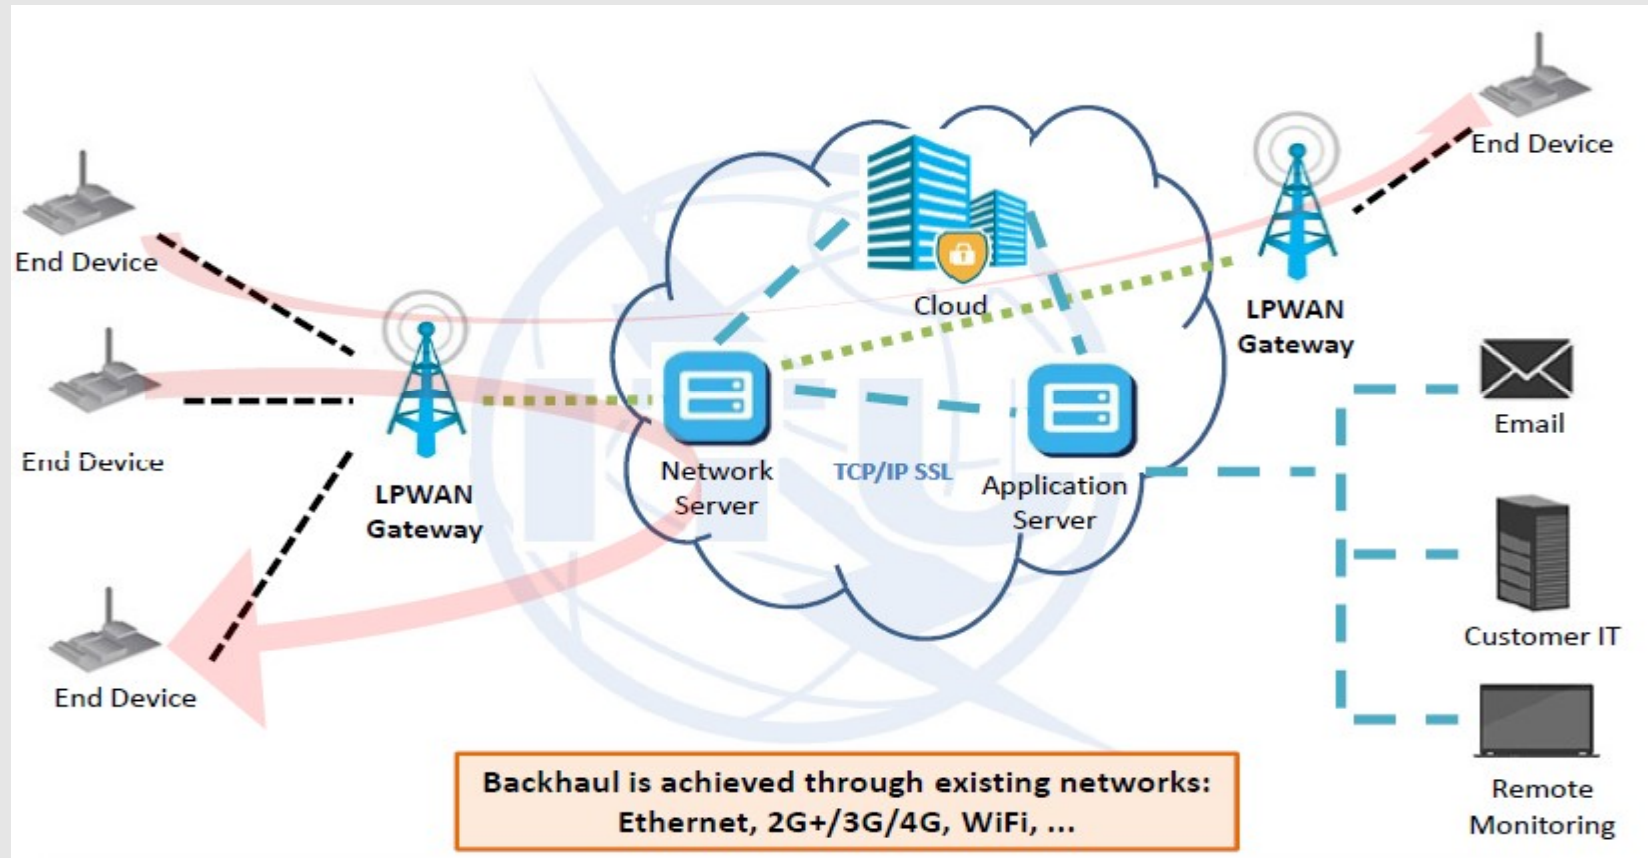 End Device
End Device
End Device
LPWAN
Gateway
Cloud
Network
Server
TCP/IP SSL
Application
Server
LPWAN
Gateway
End Device
Email
Customer IT
Remote
Monitoring
ITU
Backhaul is achieved through existing networks:
Ethernet, 2G+/3G/4G, WiFi, ...